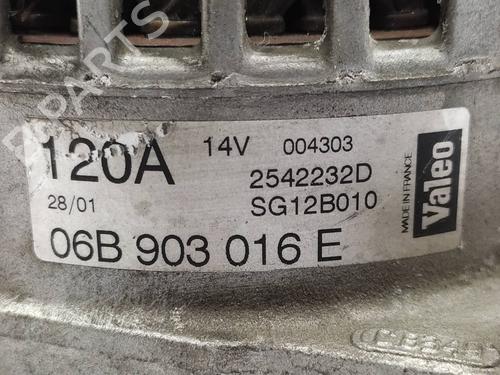 120A 14V 004303
2542232D
28/01 SG12B010
06B 903 016 E
MADE IN FRANCE
Valeo